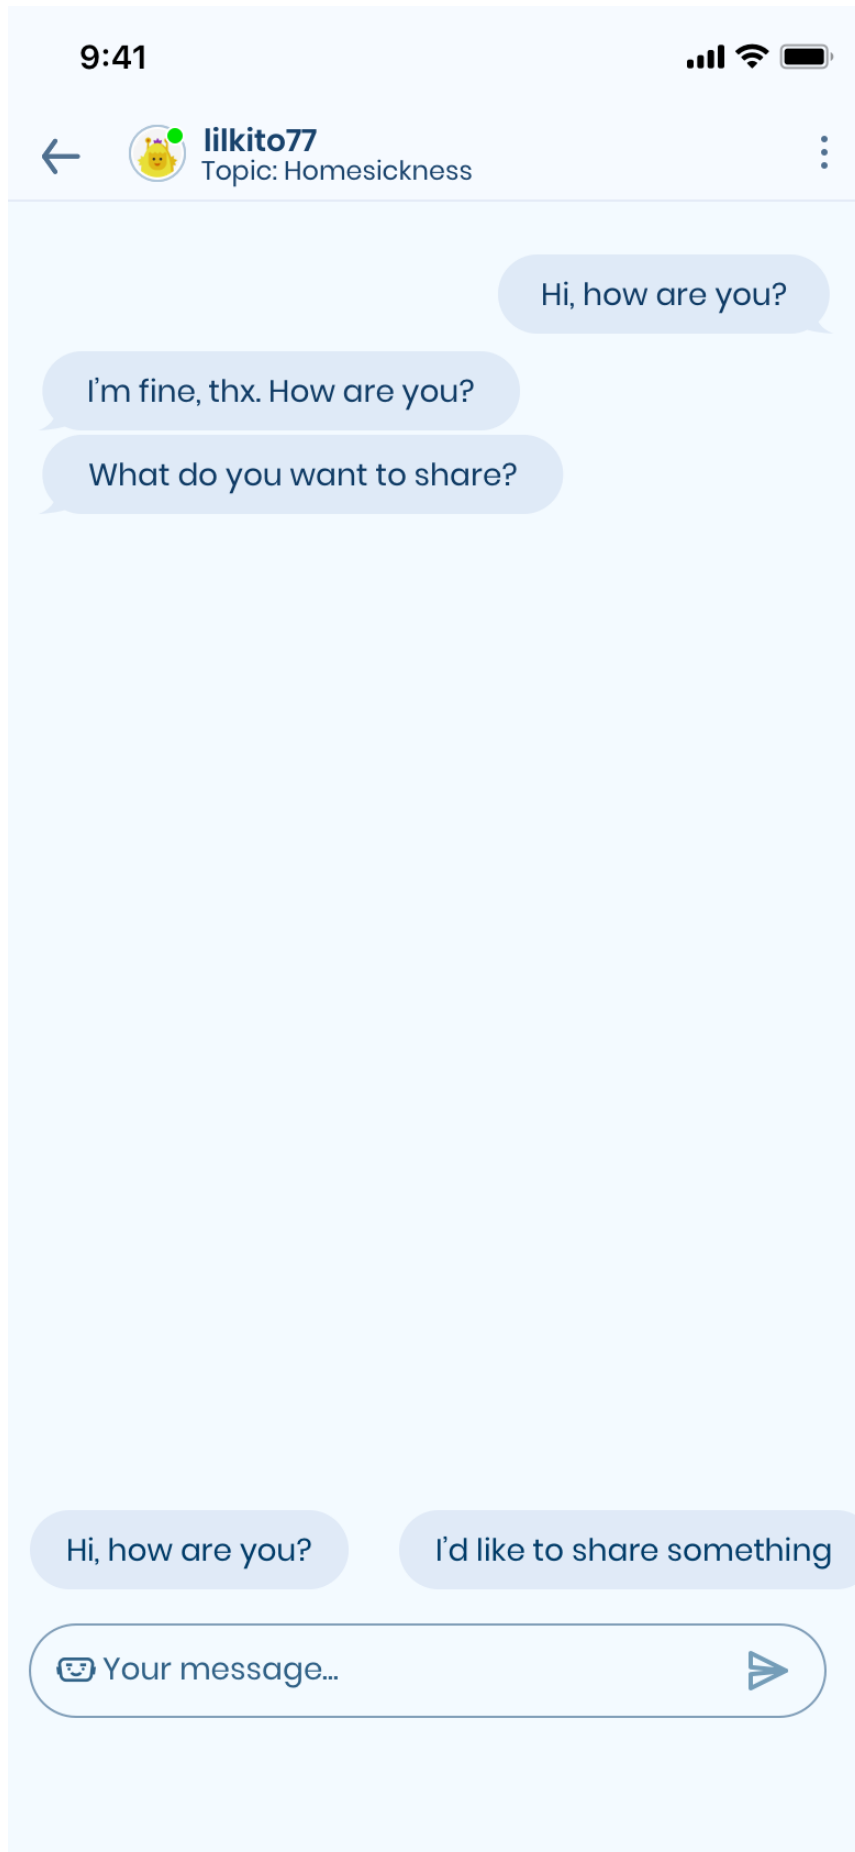 9:41
lilkito77
Topic: Homesickness
Hi, how are you?
I'm fine, thx. How are you?
What do you want to share?
Hi, how are you?
I'd like to share something
Your message...